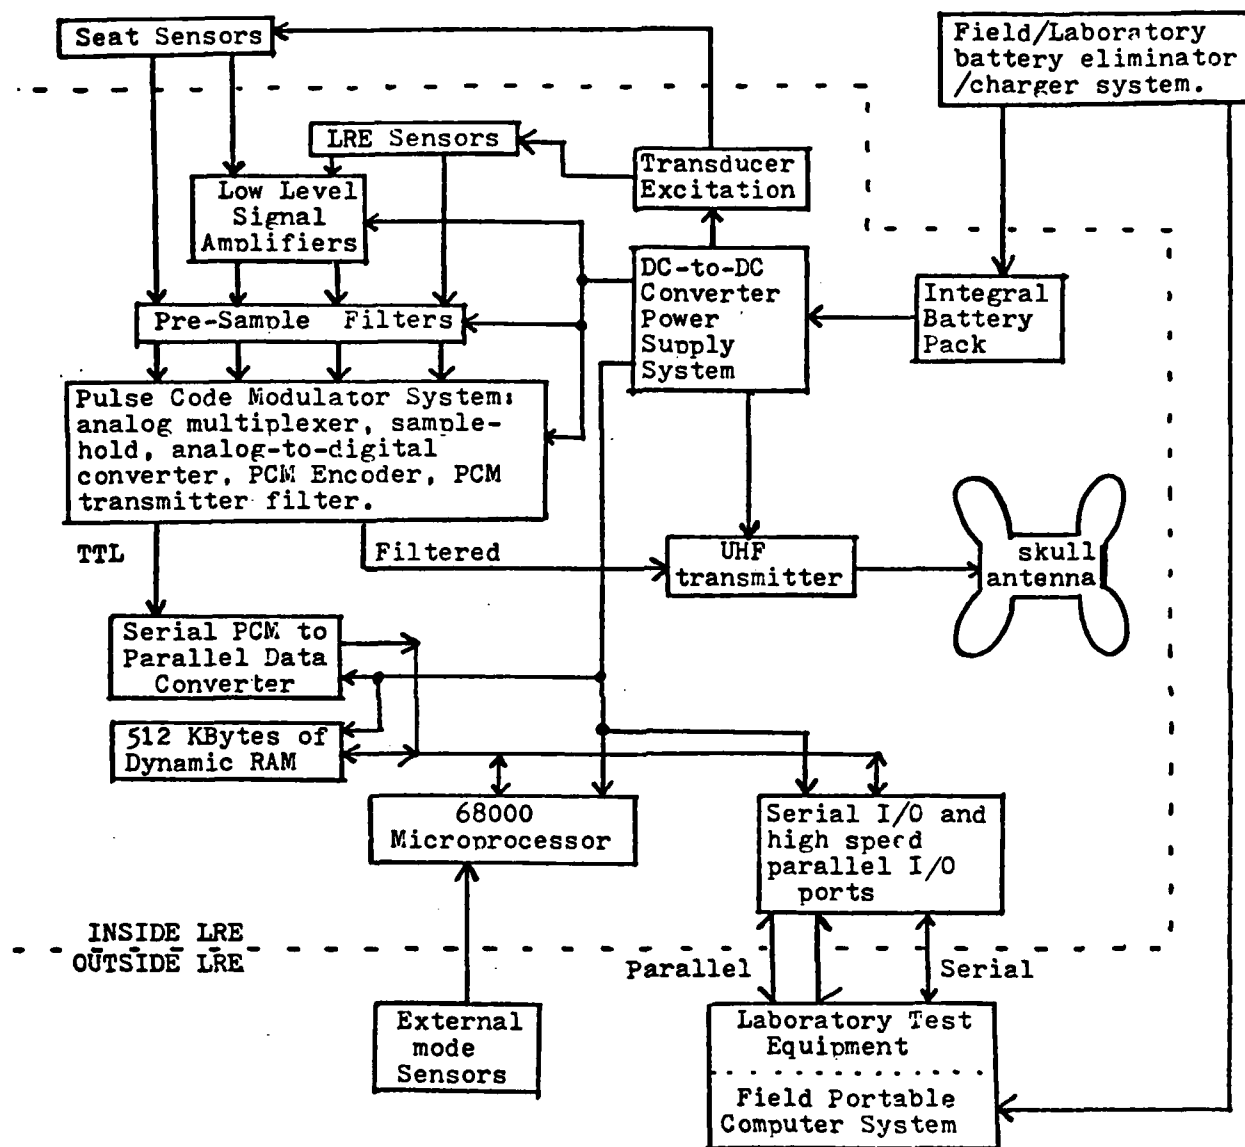 Seat Sensors
Field/Laboratory
battery eliminator
/charger system.
LRE Sensors
Transducer
Excitation
Low Level
Signal
Amplifiers
DC-to-DC
Converter
Power
Supply
System
Integral
Battery
Pack
Pre-Sample Filters
Pulse Code Modulator System:
analog multiplexer, sample-
hold, analog-to-digital
converter, PCM Encoder, PCM
transmitter filter.
TTL
Filtered
UHF
transmitter
skull
antenna
Serial PCM to
Parallel Data
Converter
512 KBytes of
Dynamic RAM
68000
Microprocessor
Serial I/O and
high speed
parallel I/O
ports
INSIDE LRE
OUTSIDE LRE
Parallel
Serial
External
mode
Sensors
Laboratory Test
Equipment
Field Portable
Computer System